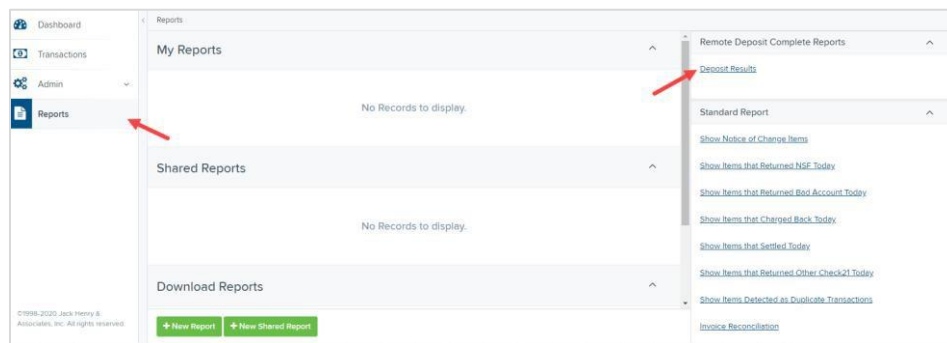 Dashboard
Transactions
Admin
Reports
©1998-2020 Jack Henry &
Associates, Inc. All rights reserved.
Reports
My Reports
No Records to display.
Shared Reports
No Records to display.
Download Reports
+ New Report
+ New Shared Report
Remote Deposit Complete Reports
Deposit Results
Standard Report
Show Notice of Change Items
Show Items that Returned NSF Today
Show Items that Returned Bad Account Today
Show Items that Charged Back Today
Show Items that Settled Today
Show Items that Returned Other Check21 Today
Show Items Detected as Duplicate Transactions
Invoice Reconciliation